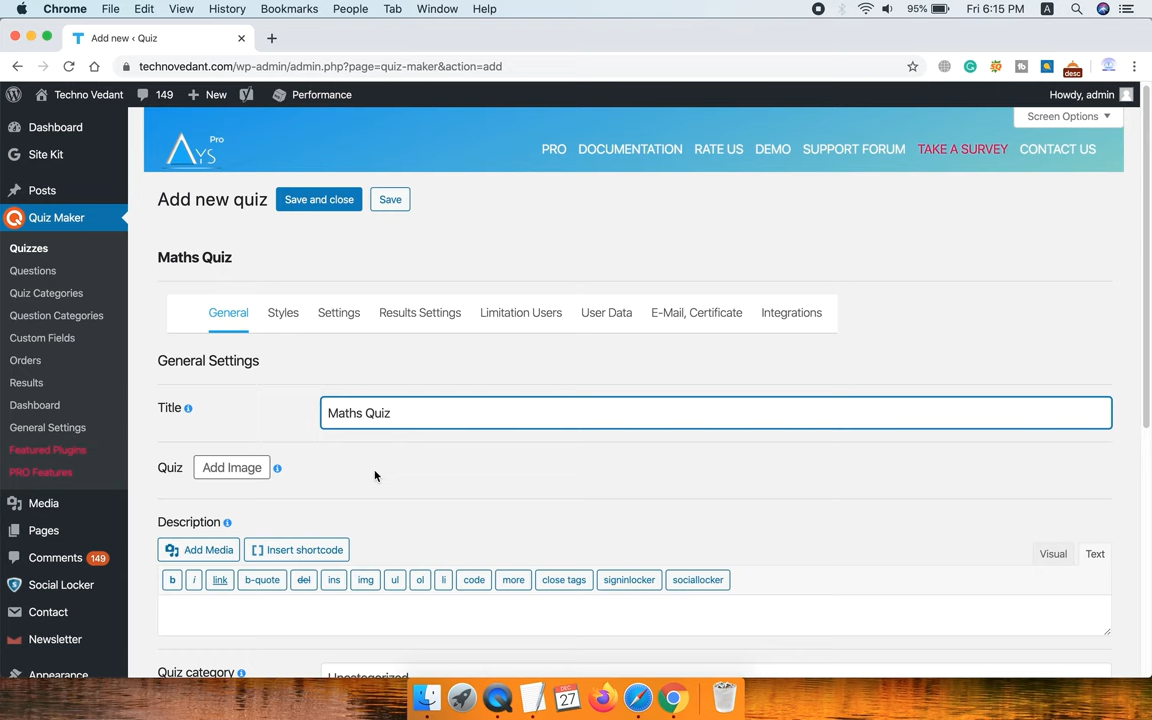 Chrome File Edit View History Bookmarks People Tab Window Help 95% Fri 6:15 PM A
Add new ‹ Quiz
technovedant.com/wp-admin/admin.php?page=quiz-maker&action=add
desc
Techno Vedant 149 New Performance Howdy, admin
Screen Options
AYS Pro
PRO DOCUMENTATION RATE US DEMO SUPPORT FORUM TAKE A SURVEY CONTACT US
Dashboard
Site Kit
Posts
Quiz Maker
Quizzes
Questions
Quiz Categories
Question Categories
Custom Fields
Orders
Results
Dashboard
General Settings
Featured Plugins
PRO Features
Media
Pages
Comments 149
Social Locker
Contact
Newsletter
Appearance
Add new quiz Save and close Save
Maths Quiz
General Styles Settings Results Settings Limitation Users User Data E-Mail, Certificate Integrations
General Settings
Title Maths Quiz
Quiz Add Image
Description
Add Media Insert shortcode Visual Text
b i link b-quote del ins img ul ol li code more close tags signinlocker sociallocker
Quiz category Uncategorized
DEC
27